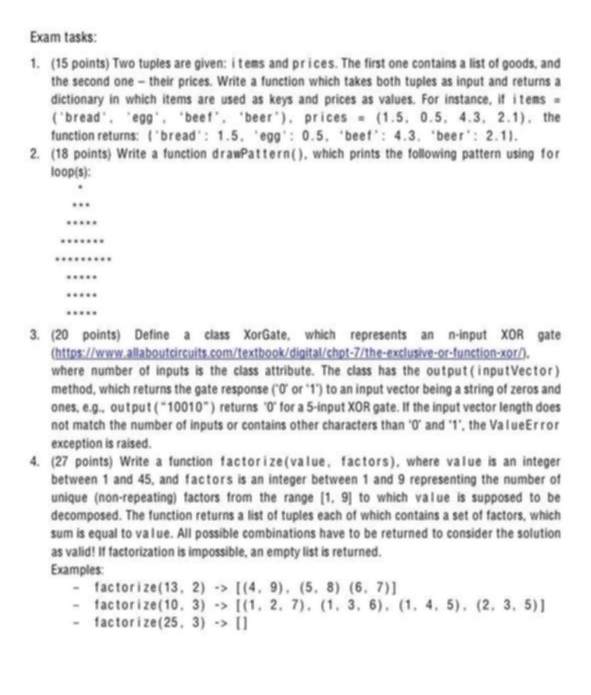 Exam tasks:
1. (15 points) Two tuples are given: items and prices. The first one contains a list of goods, and
the second one – their prices. Write a function which takes both tuples as input and returns a
dictionary in which items are used as keys and prices as values. For instance, if items =
('bread', 'egg', 'beef', 'beer'), prices = (1.5, 0.5, 4.3, 2.1), the
function returns: {'bread': 1.5, 'egg': 0.5, 'beef': 4.3, 'beer': 2.1}.
2. (18 points) Write a function drawPattern(), which prints the following pattern using for
loop(s):
*
***
*****
*******
*********
*****
*****
*****
3. (20 points) Define a class XorGate, which represents an n-input XOR gate
(https://www.allaboutcircuits.com/textbook/digital/chpt-7/the-exclusive-or-function-xor/),
where number of inputs is the class attribute. The class has the output(inputVector)
method, which returns the gate response ('0' or '1') to an input vector being a string of zeros and
ones, e.g., output("10010") returns '0' for a 5-input XOR gate. If the input vector length does
not match the number of inputs or contains other characters than '0' and '1', the ValueError
exception is raised.
4. (27 points) Write a function factorize(value, factors), where value is an integer
between 1 and 45, and factors is an integer between 1 and 9 representing the number of
unique (non-repeating) factors from the range [1, 9] to which value is supposed to be
decomposed. The function returns a list of tuples each of which contains a set of factors, which
sum is equal to value. All possible combinations have to be returned to consider the solution
as valid! If factorization is impossible, an empty list is returned.
Examples:
- factorize(13, 2) -> [(4, 9), (5, 8) (6, 7)]
- factorize(10, 3) -> [(1, 2, 7), (1, 3, 6), (1, 4, 5), (2, 3, 5)]
- factorize(25, 3) -> []